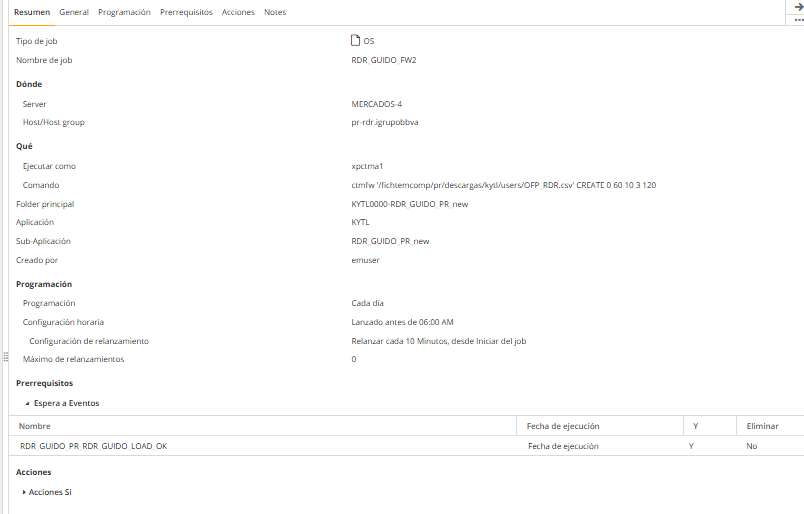 Resumen General Programación Prerrequisitos Acciones Notes
Tipo de job OS
Nombre de job RDR_GUIDO_FW2
Dónde
Server MERCADOS-4
Host/Host group pr-rdr.igrupobbva
Qué
Ejecutar como xpctma1
Comando ctmfw '/fichtemcomp/pr/descargas/kytl/users/OFP_RDR.csv' CREATE 0 60 10 3 120
Folder principal KYTL0000-RDR_GUIDO_PR_new
Aplicación KYTL
Sub-Aplicación RDR_GUIDO_PR_new
Creado por emuser
Programación
Programación Cada día
Configuración horaria Lanzado antes de 06:00 AM
Configuración de relanzamiento Relanzar cada 10 Minutos, desde Iniciar del job
Máximo de relanzamientos 0
Prerrequisitos
Espera a Eventos
Nombre Fecha de ejecución Y Eliminar
RDR_GUIDO_PR_RDR_GUIDO_LOAD_OK Fecha de ejecución Y No
Acciones
Acciones Si